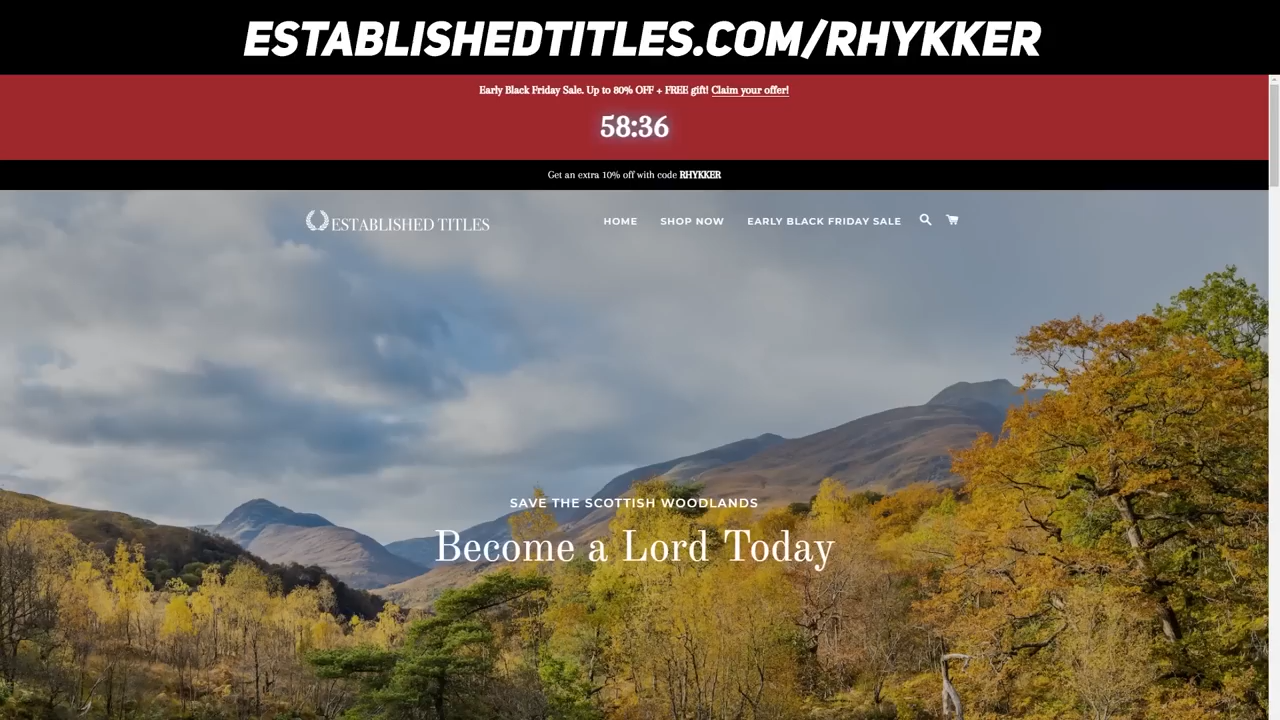 ESTABLISHEDTITLES.COM/RHYKKER
Early Black Friday Sale. Up to 80% OFF + FREE gift! Claim your offer!
58:36
Get an extra 10% off with code RHYKKER
ESTABLISHED TITLES
HOME SHOP NOW EARLY BLACK FRIDAY SALE
SAVE THE SCOTTISH WOODLANDS
Become a Lord Today